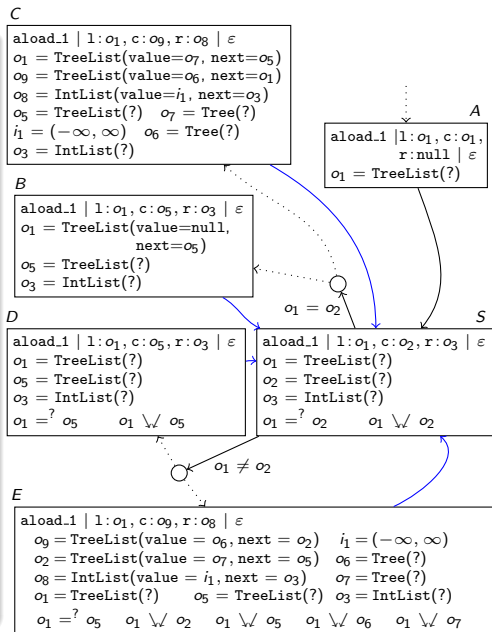 C
aload_1 | l:o₁, c:o₉, r:o₈ | ε
o₁ = TreeList(value=o₇, next=o₅)
o₉ = TreeList(value=o₆, next=o₁)
o₈ = IntList(value=i₁, next=o₃)
o₅ = TreeList(?) o₇ = Tree(?)
i₁ = (−∞, ∞) o₆ = Tree(?)
o₃ = IntList(?)
A
aload_1 |l:o₁, c:o₁,
r:null | ε
o₁ = TreeList(?)
B
aload_1 | l:o₁, c:o₅, r:o₃ | ε
o₁ = TreeList(value=null,
next=o₅)
o₅ = TreeList(?)
o₃ = IntList(?)
o₁ = o₂
D
aload_1 | l:o₁, c:o₅, r:o₃ | ε
o₁ = TreeList(?)
o₅ = TreeList(?)
o₃ = IntList(?)
o₁ =? o₅ o₁ \/ o₅
S
aload_1 | l:o₁, c:o₂, r:o₃ | ε
o₁ = TreeList(?)
o₂ = TreeList(?)
o₃ = IntList(?)
o₁ =? o₂ o₁ \/ o₂
o₁ ≠ o₂
E
aload_1 | l:o₁, c:o₉, r:o₈ | ε
o₉ = TreeList(value = o₆, next = o₂) i₁ = (−∞, ∞)
o₂ = TreeList(value = o₇, next = o₅) o₆ = Tree(?)
o₈ = IntList(value = i₁, next = o₃) o₇ = Tree(?)
o₁ = TreeList(?) o₅ = TreeList(?) o₃ = IntList(?)
o₁ =? o₅ o₁ \/ o₂ o₁ \/ o₅ o₁ \/ o₆ o₁ \/ o₇